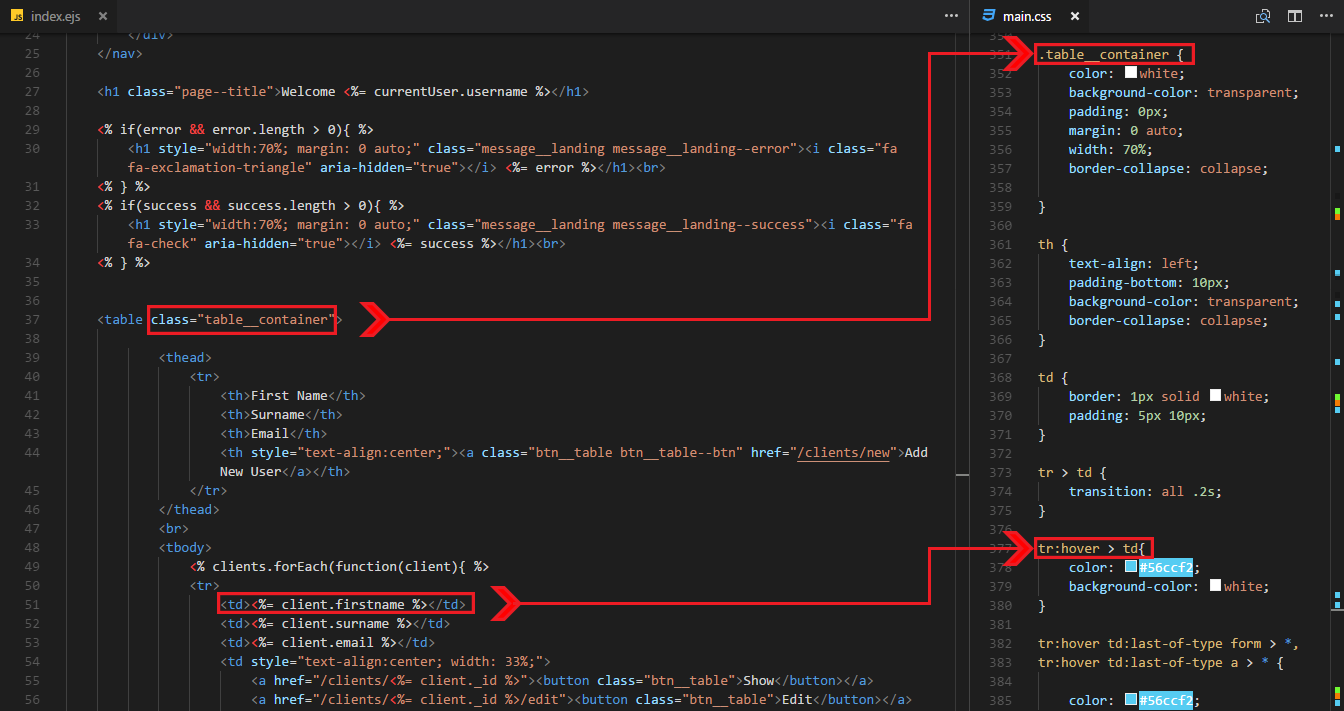 index.ejs
24 </div>
25 </nav>
26
27 <h1 class="page--title">Welcome <%= currentUser.username %></h1>
28
29 <% if(error && error.length > 0){ %>
30 <h1 style="width:70%; margin: 0 auto;" class="message__landing message__landing--error"><i class="fa
fa-exclamation-triangle" aria-hidden="true"></i> <%= error %></h1><br>
31 <% } %>
32 <% if(success && success.length > 0){ %>
33 <h1 style="width:70%; margin: 0 auto;" class="message__landing message__landing--success"><i class="fa
fa-check" aria-hidden="true"></i> <%= success %></h1><br>
34 <% } %>
35
36
37 <table class="table__container">
38
39 <thead>
40 <tr>
41 <th>First Name</th>
42 <th>Surname</th>
43 <th>Email</th>
44 <th style="text-align:center;"><a class="btn__table btn__table--btn" href="/clients/new">Add
New User</a></th>
45 </tr>
46 </thead>
47 <br>
48 <tbody>
49 <% clients.forEach(function(client){ %>
50 <tr>
51 <td><%= client.firstname %></td>
52 <td><%= client.surname %></td>
53 <td><%= client.email %></td>
54 <td style="text-align:center; width: 33%;">
55 <a href="/clients/<%= client._id %>"><button class="btn__table">Show</button></a>
56 <a href="/clients/<%= client._id %>/edit"><button class="btn__table">Edit</button></a>
main.css
350
351 .table__container {
352 color: white;
353 background-color: transparent;
354 padding: 0px;
355 margin: 0 auto;
356 width: 70%;
357 border-collapse: collapse;
358
359 }
360
361 th {
362 text-align: left;
363 padding-bottom: 10px;
364 background-color: transparent;
365 border-collapse: collapse;
366 }
367
368 td {
369 border: 1px solid white;
370 padding: 5px 10px;
371 }
372
373 tr > td {
374 transition: all .2s;
375 }
376
377 tr:hover > td{
378 color: #56ccf2;
379 background-color: white;
380 }
381
382 tr:hover td:last-of-type form > *,
383 tr:hover td:last-of-type a > * {
384
385 color: #56ccf2;